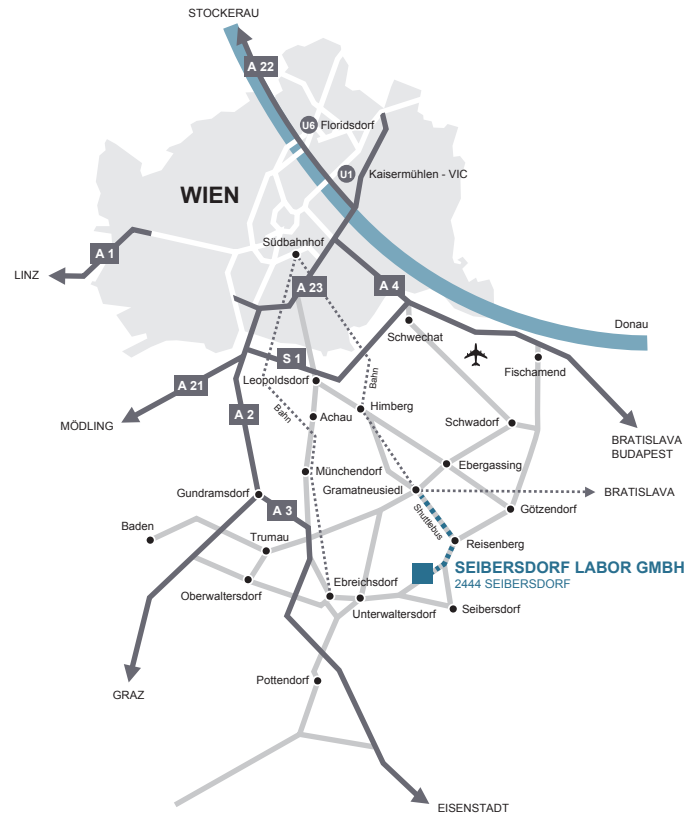 STOCKERAU
A 22
U6 Floridsdorf
U1
Kaisermühlen - VIC
WIEN
Südbahnhof
A 1
LINZ
A 23
A 4
Donau
Schwechat
S 1
Fischamend
A 21
Leopoldsdorf
Bahn
Bahn
MÖDLING
A 2
Achau
Himberg
Schwadorf
BRATISLAVA
BUDAPEST
Münchendorf
Ebergassing
Gramatneusiedl
BRATISLAVA
Gundramsdorf
A 3
Shuttlebus
Götzendorf
Baden
Trumau
Reisenberg
SEIBERSDORF LABOR GMBH
2444 SEIBERSDORF
Oberwaltersdorf
Ebreichsdorf
Unterwaltersdorf
Seibersdorf
Pottendorf
GRAZ
EISENSTADT